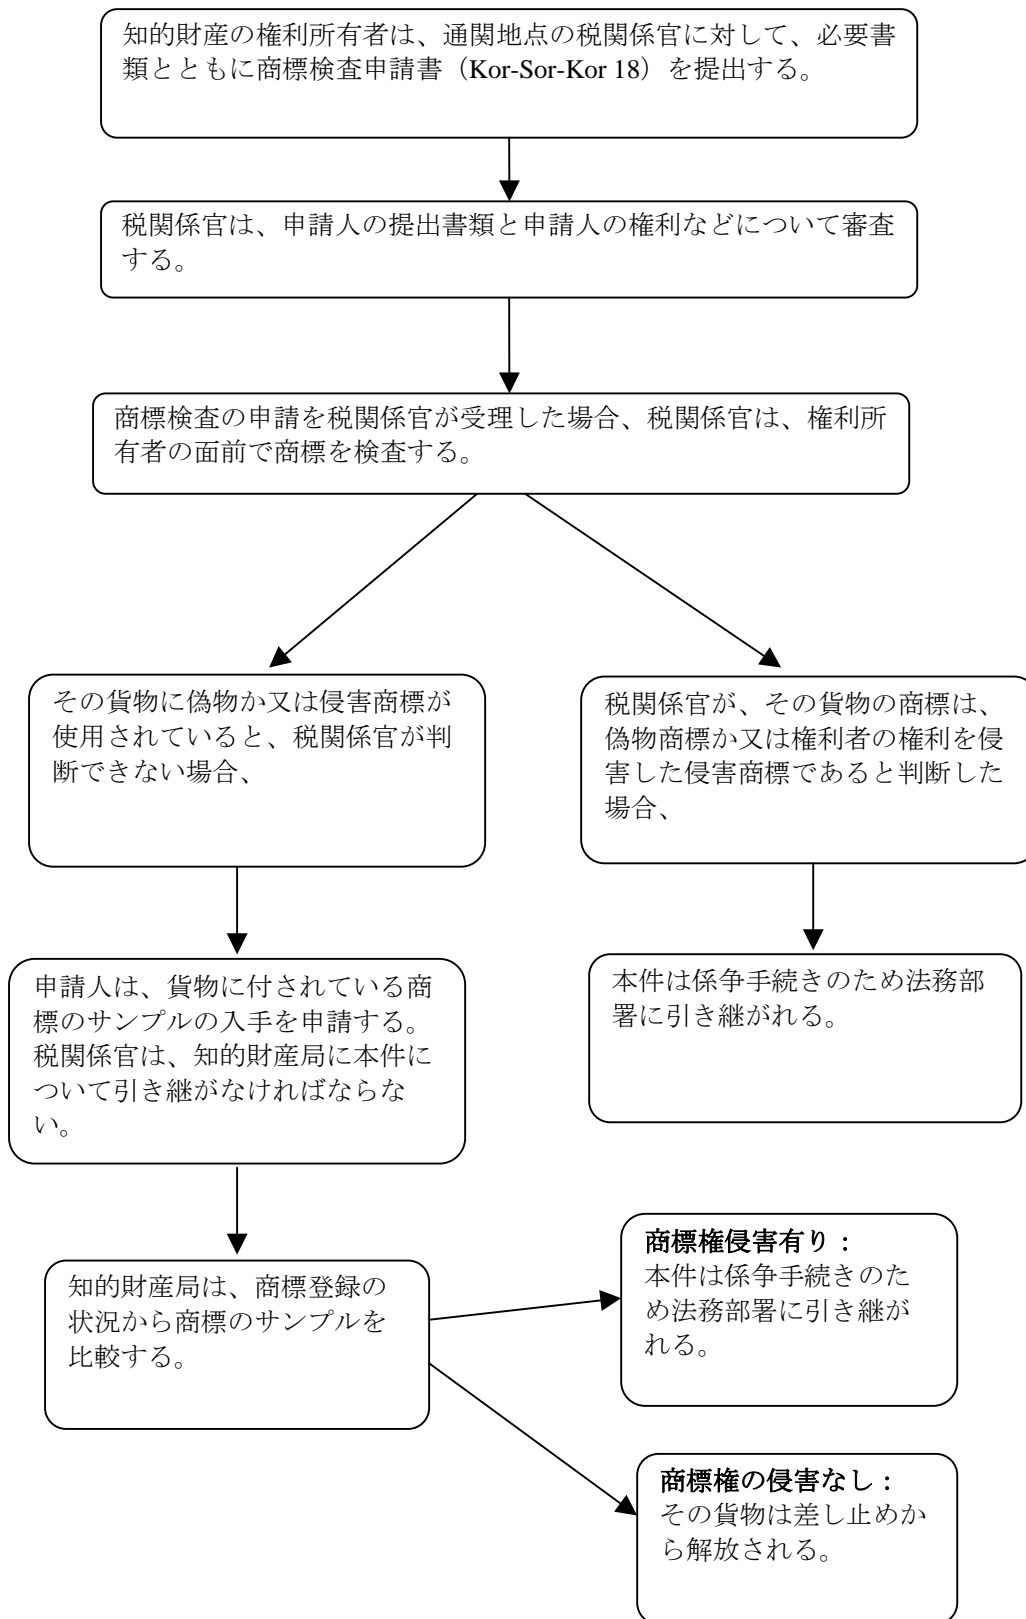 知的財産の権利所有者は、通関地点の税関係官に対して、必要書
類とともに商標検査申請書（Kor-Sor-Kor 18）を提出する。
税関係官は、申請人の提出書類と申請人の権利などについて審査
する。
商標検査の申請を税関係官が受理した場合、税関係官は、権利所
有者の面前で商標を検査する。
その貨物に偽物か又は侵害商標が
使用されていると、税関係官が判
断できない場合、
税関係官が、その貨物の商標は、
偽物商標か又は権利者の権利を侵
害した侵害商標であると判断した
場合、
申請人は、貨物に付されている商
標のサンプルの入手を申請する。
税関係官は、知的財産局に本件に
ついて引き継がなければならな
い。
本件は係争手続きのため法務部
署に引き継がれる。
知的財産局は、商標登録の
状況から商標のサンプルを
比較する。
商標権侵害有り：
本件は係争手続きのた
め法務部署に引き継が
れる。
商標権の侵害なし：
その貨物は差し止めか
ら解放される。